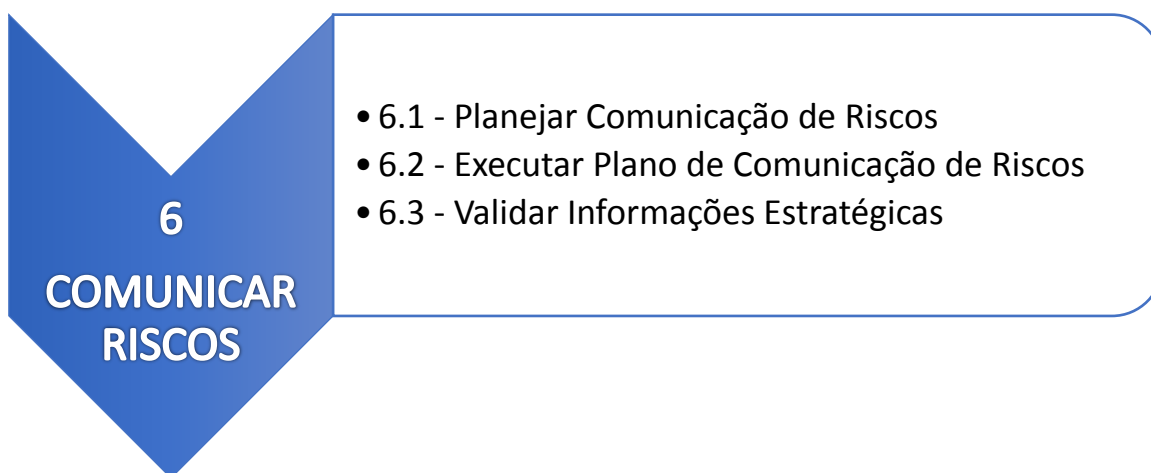 6
COMUNICAR
RISCOS
• 6.1 - Planejar Comunicação de Riscos
• 6.2 - Executar Plano de Comunicação de Riscos
• 6.3 - Validar Informações Estratégicas